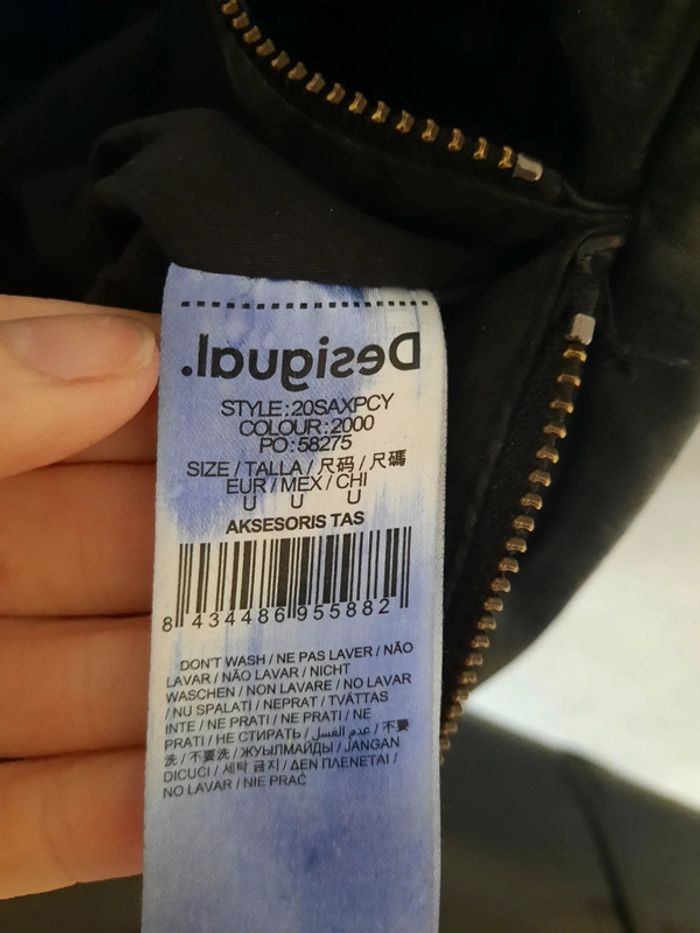 Desigual.
STYLE:20SAXPCY
COLOUR:2000
PO:58275
SIZE/TALLA/尺码/尺碼
EUR/MEX/CHI
U U U
AKSESORIS TAS
8 434486 955882
DON'T WASH/NE PAS LAVER/NÃO
LAVAR/NÃO LAVAR/NICHT
WASCHEN/NON LAVARE/NO LAVAR
/NU SPALATI/NEPRAT/TVÄTTAS
INTE/NE PRATI/NE PRATI/NE
PRATI/НЕ СТИРАТЬ/عدم الغسل/不要
洗/不要洗/ЖУЫЛМАЙДЫ/JANGAN
DICUCI/세탁 금지/ΔΕΝ ΠΛΕΝΕΤΑΙ/
NO LAVAR/NIE PRAĆ